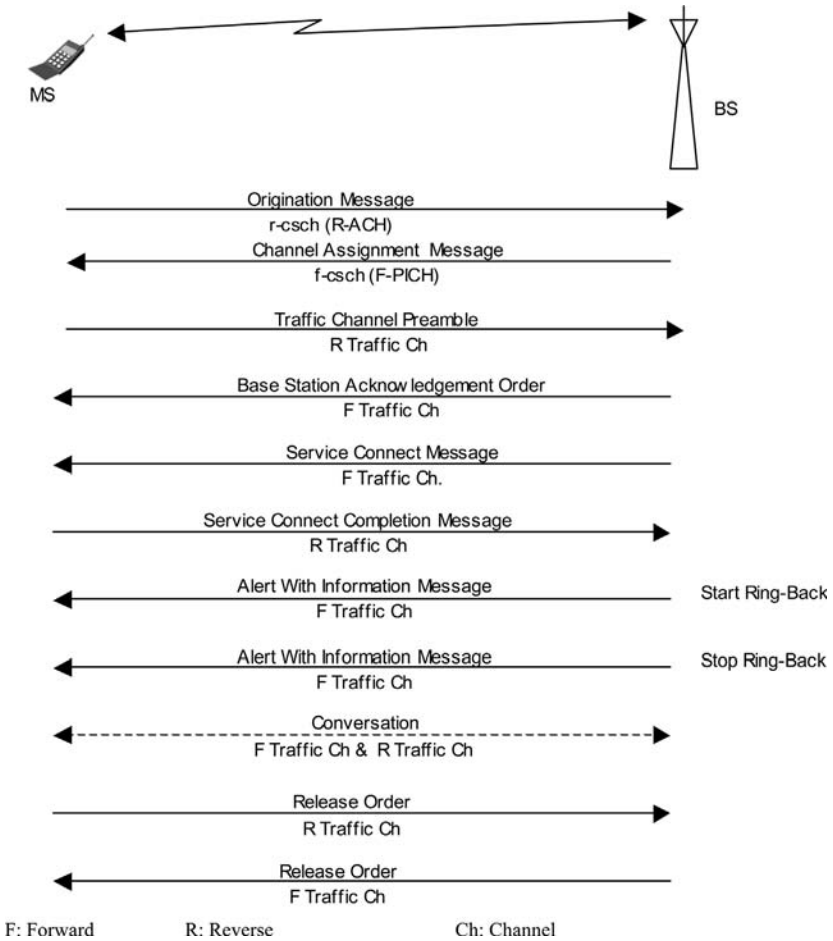 MS
BS
Origination Message
r-csch (R-ACH)
Channel Assignment Message
f-csch (F-PICH)
Traffic Channel Preamble
R Traffic Ch
Base Station Acknowledgement Order
F Traffic Ch
Service Connect Message
F Traffic Ch.
Service Connect Completion Message
R Traffic Ch
Alert With Information Message
Start Ring-Back
F Traffic Ch
Alert With Information Message
Stop Ring-Back
F Traffic Ch
Conversation
F Traffic Ch & R Traffic Ch
Release Order
R Traffic Ch
Release Order
F Traffic Ch
F: Forward R: Reverse Ch: Channel